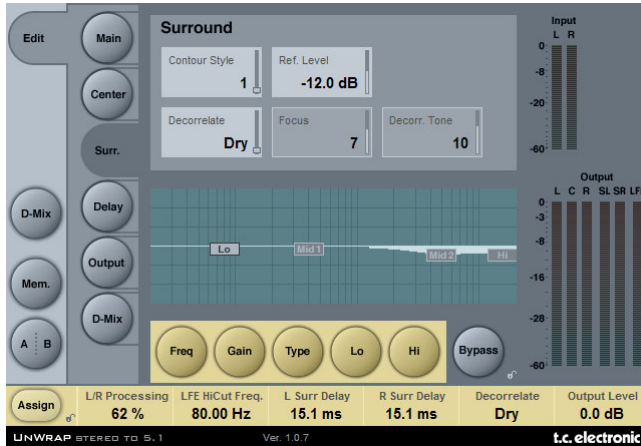 Edit
Main
Center
Surr.
Delay
Output
D-Mix
D-Mix
Mem.
A B
Surround
Contour Style
1
Ref. Level
-12.0 dB
Decorrelate
Dry
Focus
7
Decorr. Tone
10
Lo
Mid 1
Mid 2
Hi
Freq
Gain
Type
Lo
Hi
Bypass
Input
L R
0
-8
-20
-60
Output
L C R SL SR LF
0
-3
-8
-16
-28
-60
Assign
L/R Processing
62 %
LFE HiCut Freq.
80.00 Hz
L Surr Delay
15.1 ms
R Surr Delay
15.1 ms
Decorrelate
Dry
Output Level
0.0 dB
UNWRAP STEREO TO 5.1
Ver. 1.0.7
t.c. electronic